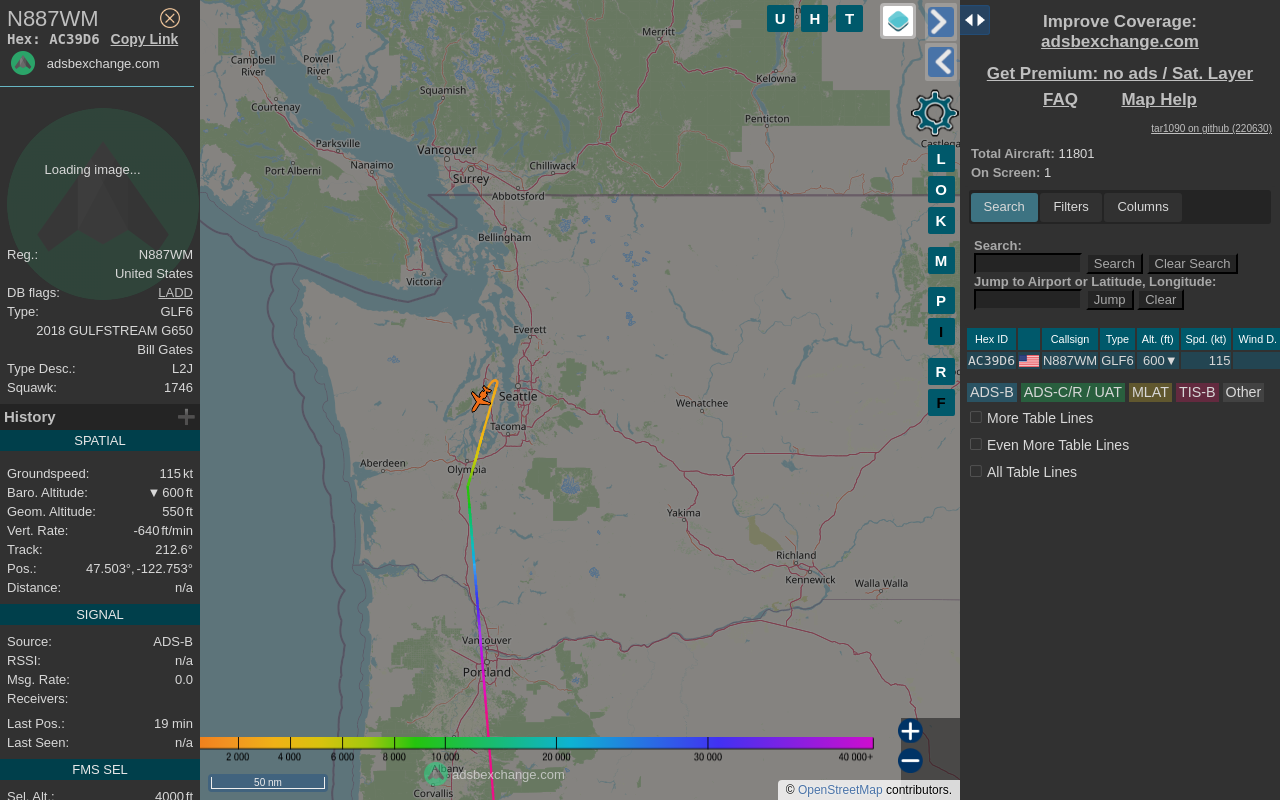 N887WM
Hex: AC39D6 Copy Link
adsbexchange.com
Loading image...
Reg.: N887WM
United States
DB flags: LADD
Type: GLF6
2018 GULFSTREAM G650
Bill Gates
Type Desc.: L2J
Squawk: 1746
History
SPATIAL
Groundspeed: 115 kt
Baro. Altitude: ▼ 600 ft
Geom. Altitude: 550 ft
Vert. Rate: -640 ft/min
Track: 212.6°
Pos.: 47.503°, -122.753°
Distance: n/a
SIGNAL
Source: ADS-B
RSSI: n/a
Msg. Rate: 0.0
Receivers:
Last Pos.: 19 min
Last Seen: n/a
FMS SEL
Sel. Alt.: 4000 ft
U H T
L
O
K
M
P
I
R
F
Merritt
Campbell
River
Powell
River
Kelowna
Squamish
Courtenay
Penticton
Parksville
Vancouver
Nanaimo
Chilliwack
Port Alberni
Surrey
Abbotsford
Bellingham
Victoria
Everett
Seattle
Wenatchee
Tacoma
Aberdeen
Olympia
Yakima
Richland
Kennewick
Walla Walla
Vancouver
Portland
Albany
Corvallis
2 000 4 000 6 000 8 000 10 000 20 000 30 000 40 000+
adsbexchange.com
50 nm
© OpenStreetMap contributors.
Improve Coverage:
adsbexchange.com
Get Premium: no ads / Sat. Layer
FAQ Map Help
tar1090 on github (220630)
Total Aircraft: 11801
On Screen: 1
Search Filters Columns
Search:
Search Clear Search
Jump to Airport or Latitude, Longitude:
Jump Clear
Hex ID Callsign Type Alt. (ft) Spd. (kt) Wind D.
AC39D6 N887WM GLF6 600▼ 115
ADS-B ADS-C/R / UAT MLAT TIS-B Other
More Table Lines
Even More Table Lines
All Table Lines